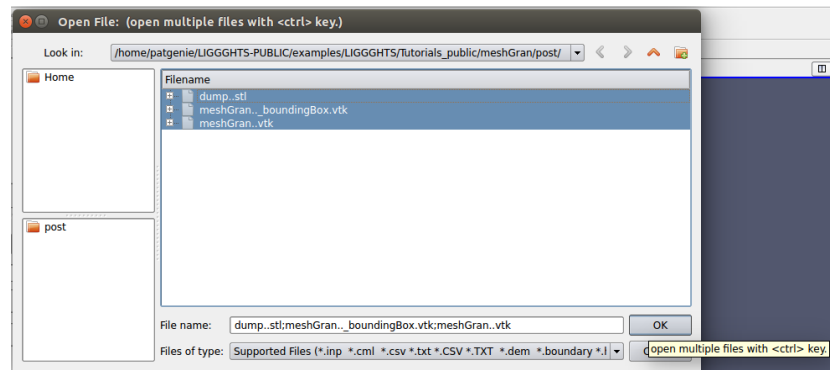 Open File: (open multiple files with <ctrl> key.)
Look in: /home/patgenie/LIGGGHTS-PUBLIC/examples/LIGGGHTS/Tutorials_public/meshGran/post/
Home
Filename
dump..stl
meshGran.._boundingBox.vtk
meshGran..vtk
post
File name: dump..stl;meshGran.._boundingBox.vtk;meshGran..vtk OK
Files of type: Supported Files (*.inp *.cml *.csv *.txt *.CSV *.TXT *.dem *.boundary *.l
open multiple files with <ctrl> key.